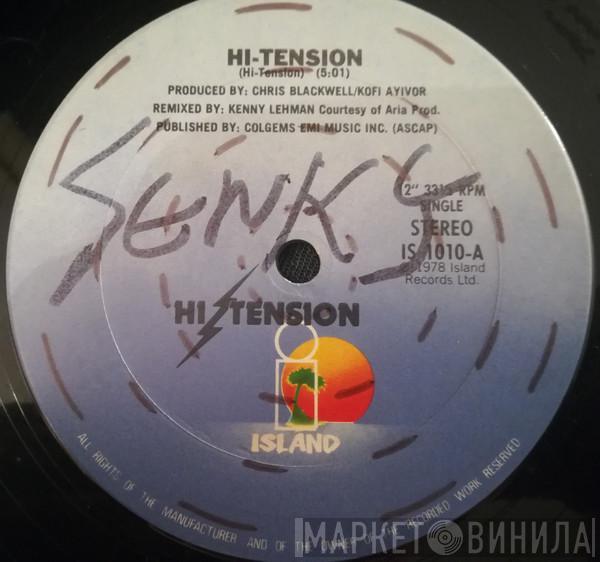 HI-TENSION
(Hi-Tension) (5:01)
PRODUCED BY: CHRIS BLACKWELL/KOFI AYIVOR
REMIXED BY: KENNY LEHMAN Courtesy of Aria Prod.
PUBLISHED BY: COLGEMS EMI MUSIC INC. (ASCAP)
SENKY
12" 33⅓ RPM
SINGLE
STEREO
IS 1010-A
℗1978 Island
Records Ltd.
HI TENSION
i
ISLAND
ALL RIGHTS OF THE MANUFACTURER AND OF THE OWNER OF THE RECORDED WORK RESERVED
МАРКЕТ ВИНИЛА